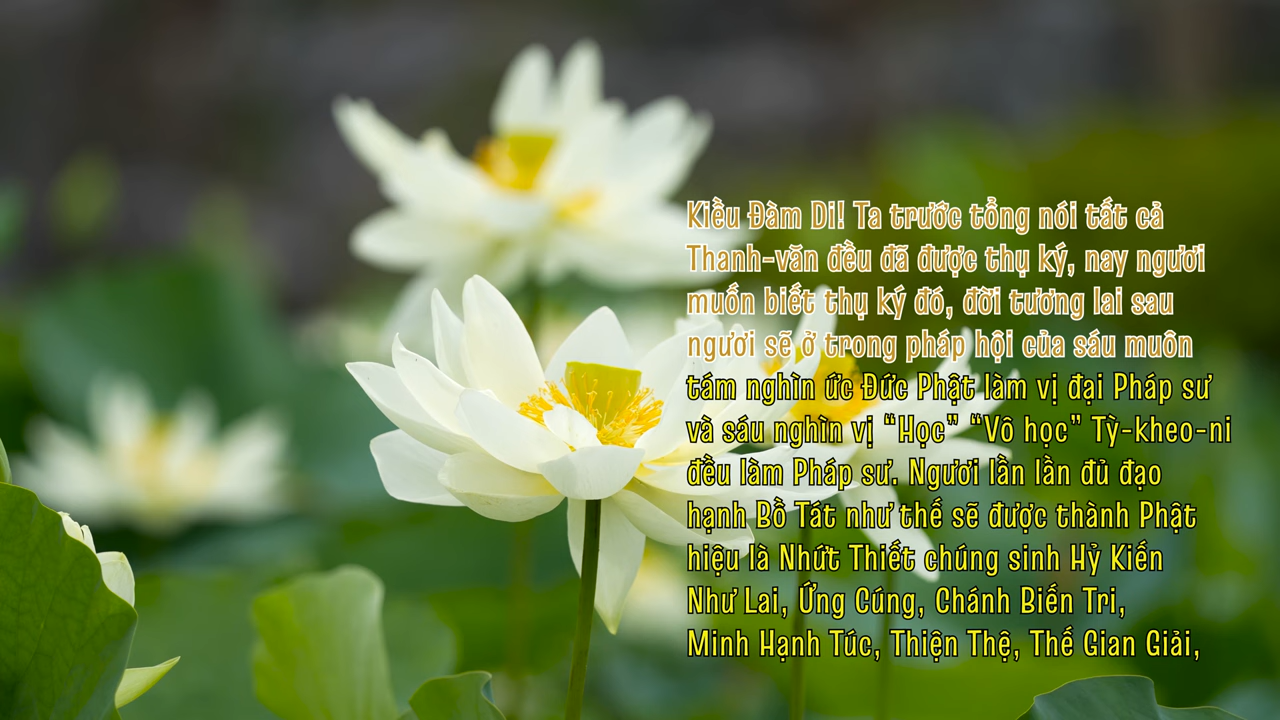 Kiều Đàm Di! Ta trước tổng nói tất cả
Thanh-văn đều đã được thụ ký, nay ngươi
muốn biết thụ ký đó, đời tương lai sau
ngươi sẽ ở trong pháp hội của sáu muôn
tám nghìn ức Đức Phật làm vị đại Pháp sư
và sáu nghìn vị “Học” “Vô học” Tỳ-kheo-ni
đều làm Pháp sư. Ngươi lần lần đủ đạo
hạnh Bồ Tát như thế sẽ được thành Phật
hiệu là Nhứt Thiết chúng sinh Hỷ Kiến
Như Lai, Ứng Cúng, Chánh Biến Tri,
Minh Hạnh Túc, Thiện Thệ, Thế Gian Giải,